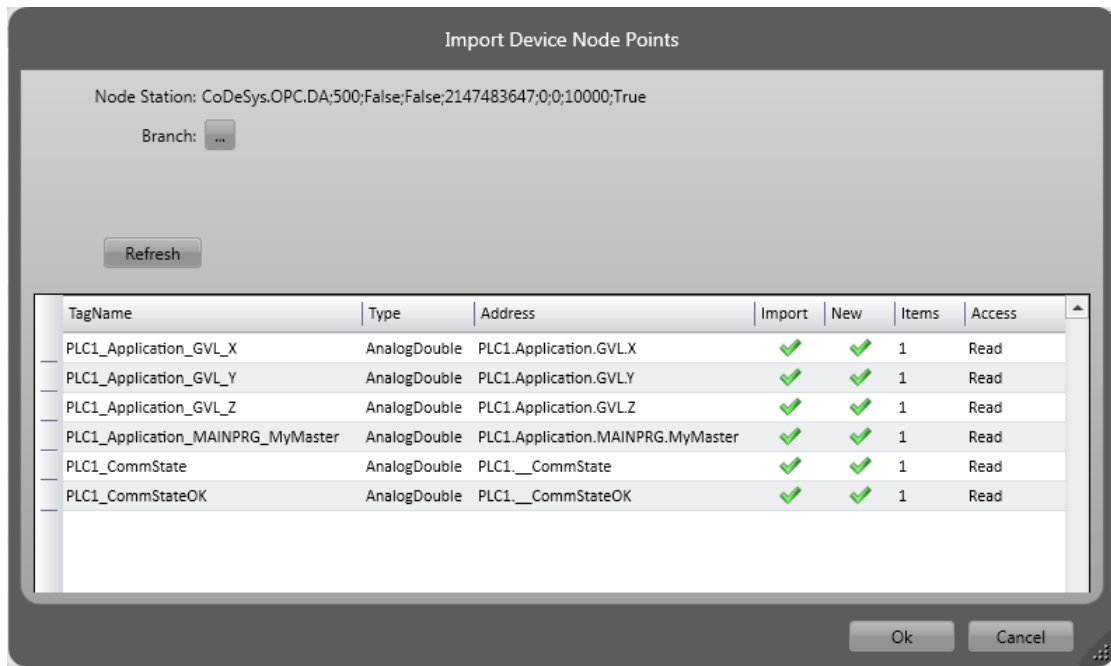 Import Device Node Points
Node Station: CoDeSys.OPC.DA;500;False;False;2147483647;0;0;10000;True
Branch: ...
Refresh
TagName Type Address Import New Items Access
PLC1_Application_GVL_X AnalogDouble PLC1.Application.GVL.X 1 Read
PLC1_Application_GVL_Y AnalogDouble PLC1.Application.GVL.Y 1 Read
PLC1_Application_GVL_Z AnalogDouble PLC1.Application.GVL.Z 1 Read
PLC1_Application_MAINPRG_MyMaster AnalogDouble PLC1.Application.MAINPRG.MyMaster 1 Read
PLC1_CommState AnalogDouble PLC1.__CommState 1 Read
PLC1_CommStateOK AnalogDouble PLC1.__CommStateOK 1 Read
Ok Cancel